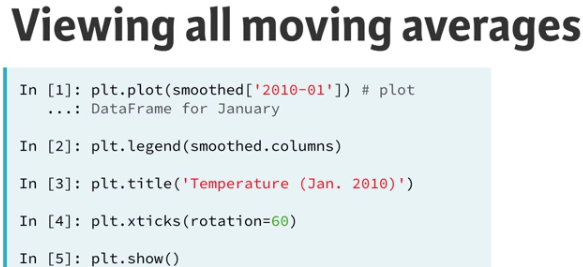 Viewing all moving averages
In [1]: plt.plot(smoothed['2010-01']) # plot
...: DataFrame for January
In [2]: plt.legend(smoothed.columns)
In [3]: plt.title('Temperature (Jan. 2010)')
In [4]: plt.xticks(rotation=60)
In [5]: plt.show()